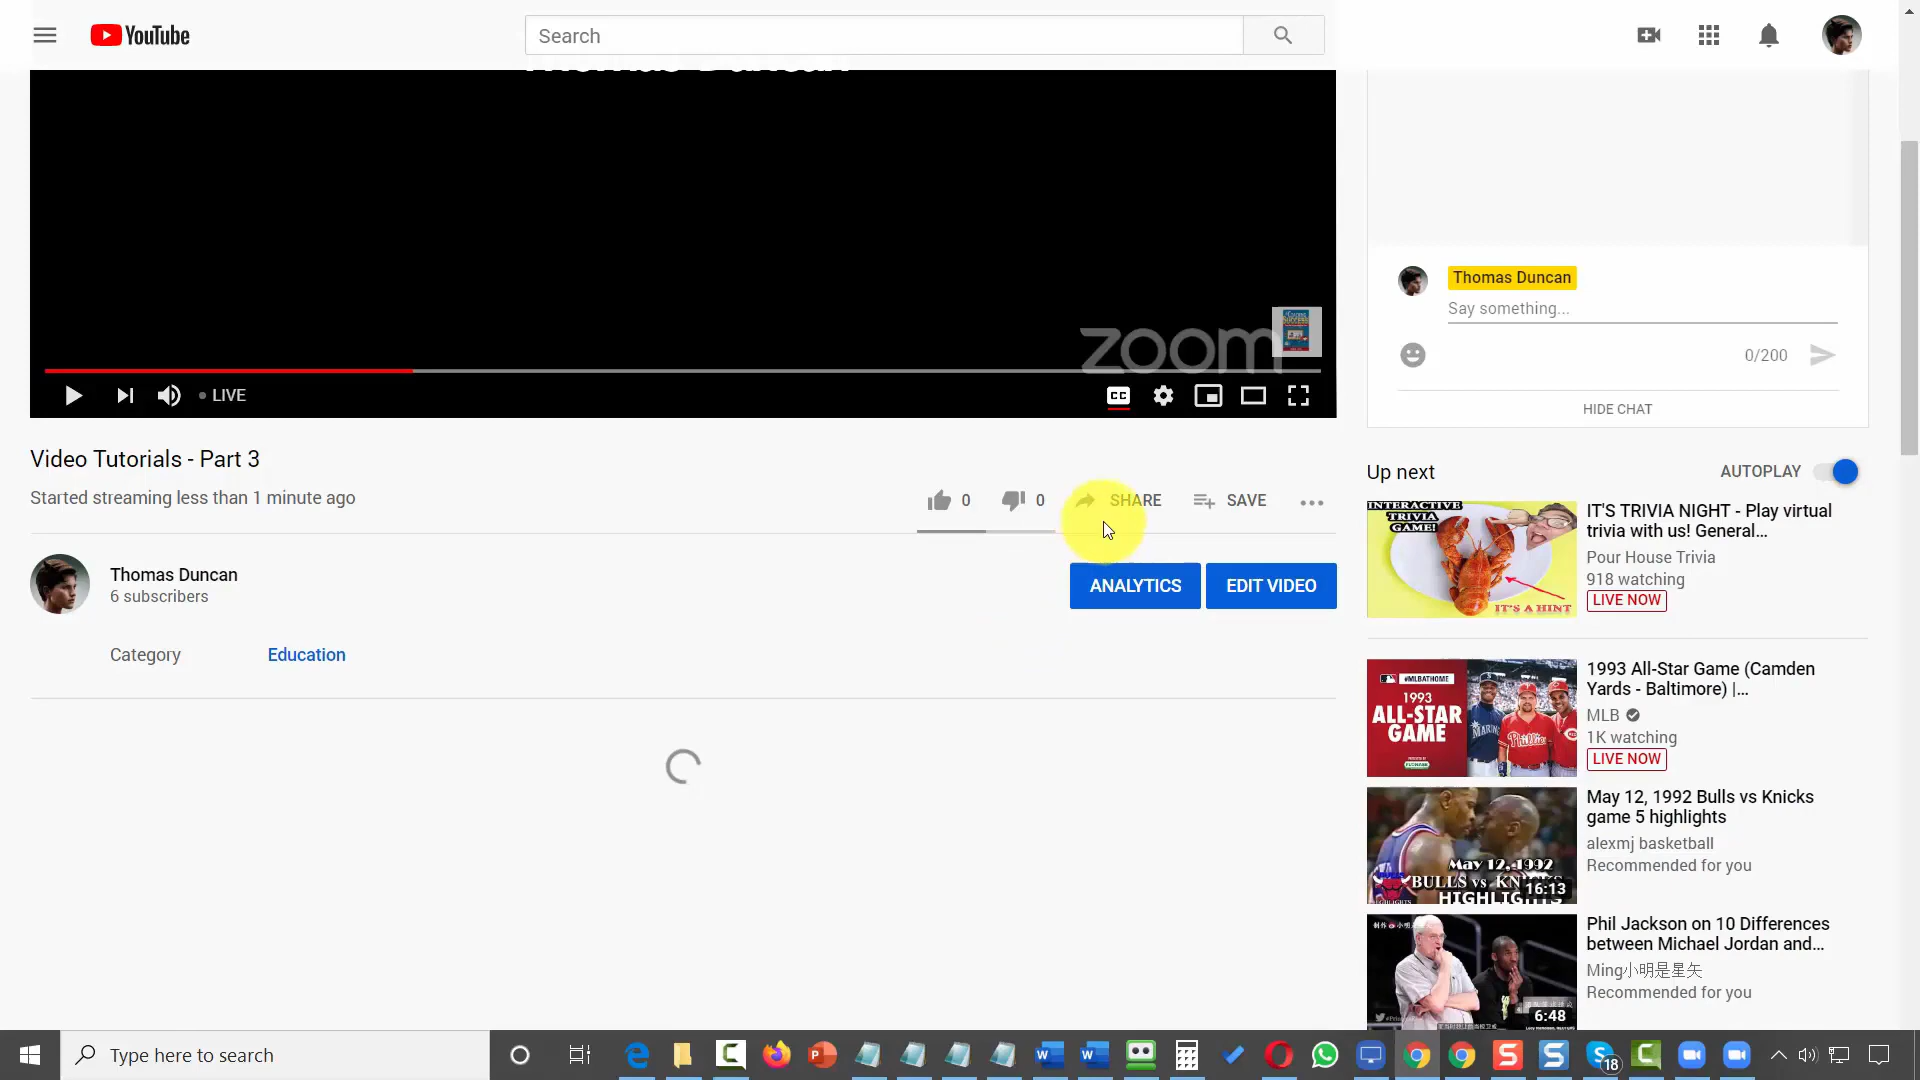 YouTube
Search
Thomas Duncan
zoom
LIVE
CC
Video Tutorials - Part 3
Started streaming less than 1 minute ago
0
0
SHARE
SAVE
Thomas Duncan
6 subscribers
ANALYTICS
EDIT VIDEO
Category
Education
Thomas Duncan
Say something...
0/200
HIDE CHAT
Up next
AUTOPLAY
INTERACTIVE
TRIVIA
GAME!
IT'S A HINT
IT'S TRIVIA NIGHT - Play virtual
trivia with us! General...
Pour House Trivia
918 watching
LIVE NOW
#MLBATHOME
1993
ALL-STAR
GAME
1993 All-Star Game (Camden
Yards - Baltimore) |...
MLB
1K watching
LIVE NOW
May 12, 1992
BULLS vs KN
HIGHLIGHTS
16:13
May 12, 1992 Bulls vs Knicks
game 5 highlights
alexmj basketball
Recommended for you
6:48
Phil Jackson on 10 Differences
between Michael Jordan and...
Ming小明是星矢
Recommended for you
Type here to search
18